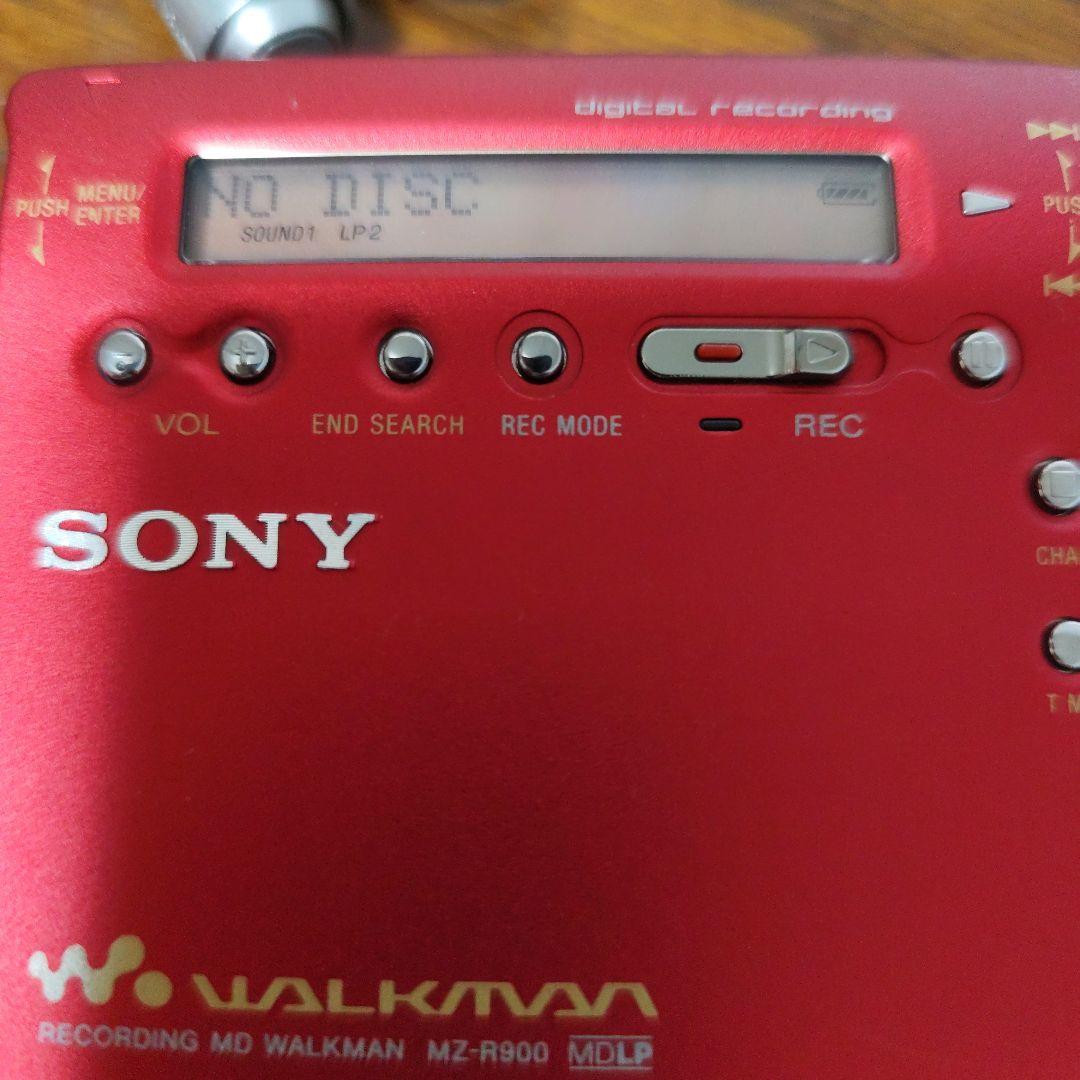 digital recording
PUSH MENU/
ENTER
NO DISC
SOUND1 LP2
VOL
END SEARCH
REC MODE
REC
SONY
WALKMAN
RECORDING MD WALKMAN MZ-R900 MDLP